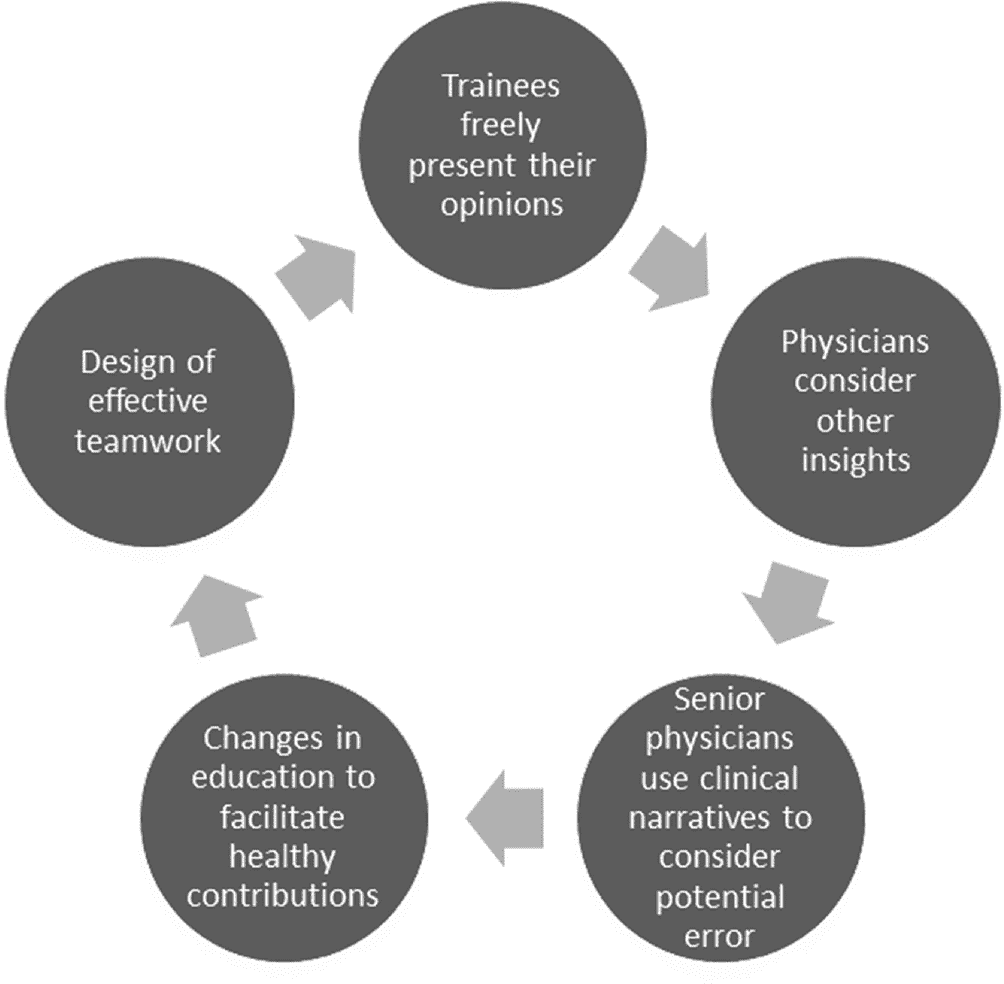 Trainees
freely
present their
opinions
Physicians
consider
other
insights
Senior
physicians
use clinical
narratives to
consider
potential
error
Changes in
education to
facilitate
healthy
contributions
Design of
effective
teamwork